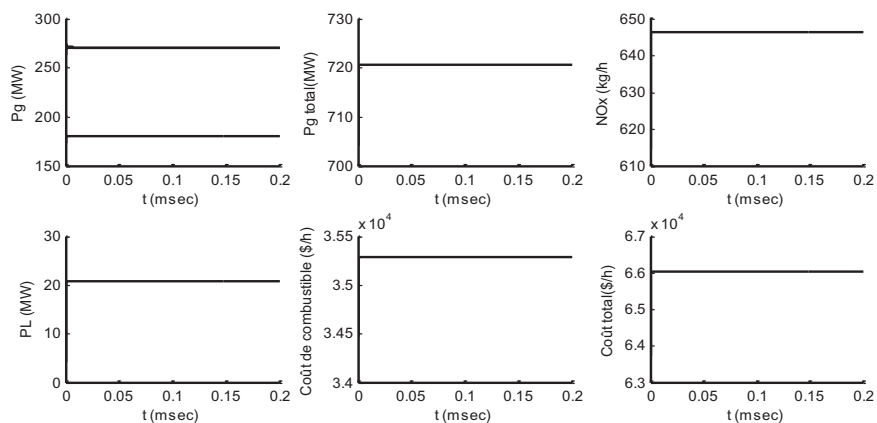 300
250
200
150
Pg (MW)
0 0.05 0.1 0.15 0.2
t (msec)
730
720
710
700
Pg total(MW)
0 0.05 0.1 0.15 0.2
t (msec)
650
640
630
620
610
NOx (kg/h
0 0.05 0.1 0.15 0.2
t (msec)
30
20
10
0
PL (MW)
0 0.05 0.1 0.15 0.2
t (msec)
x 10^4
3.55
3.5
3.45
3.4
Coût de combustible ($/h)
0 0.05 0.1 0.15 0.2
t (msec)
x 10^4
6.7
6.6
6.5
6.4
6.3
Coût total($/h)
0 0.05 0.1 0.15 0.2
t (msec)